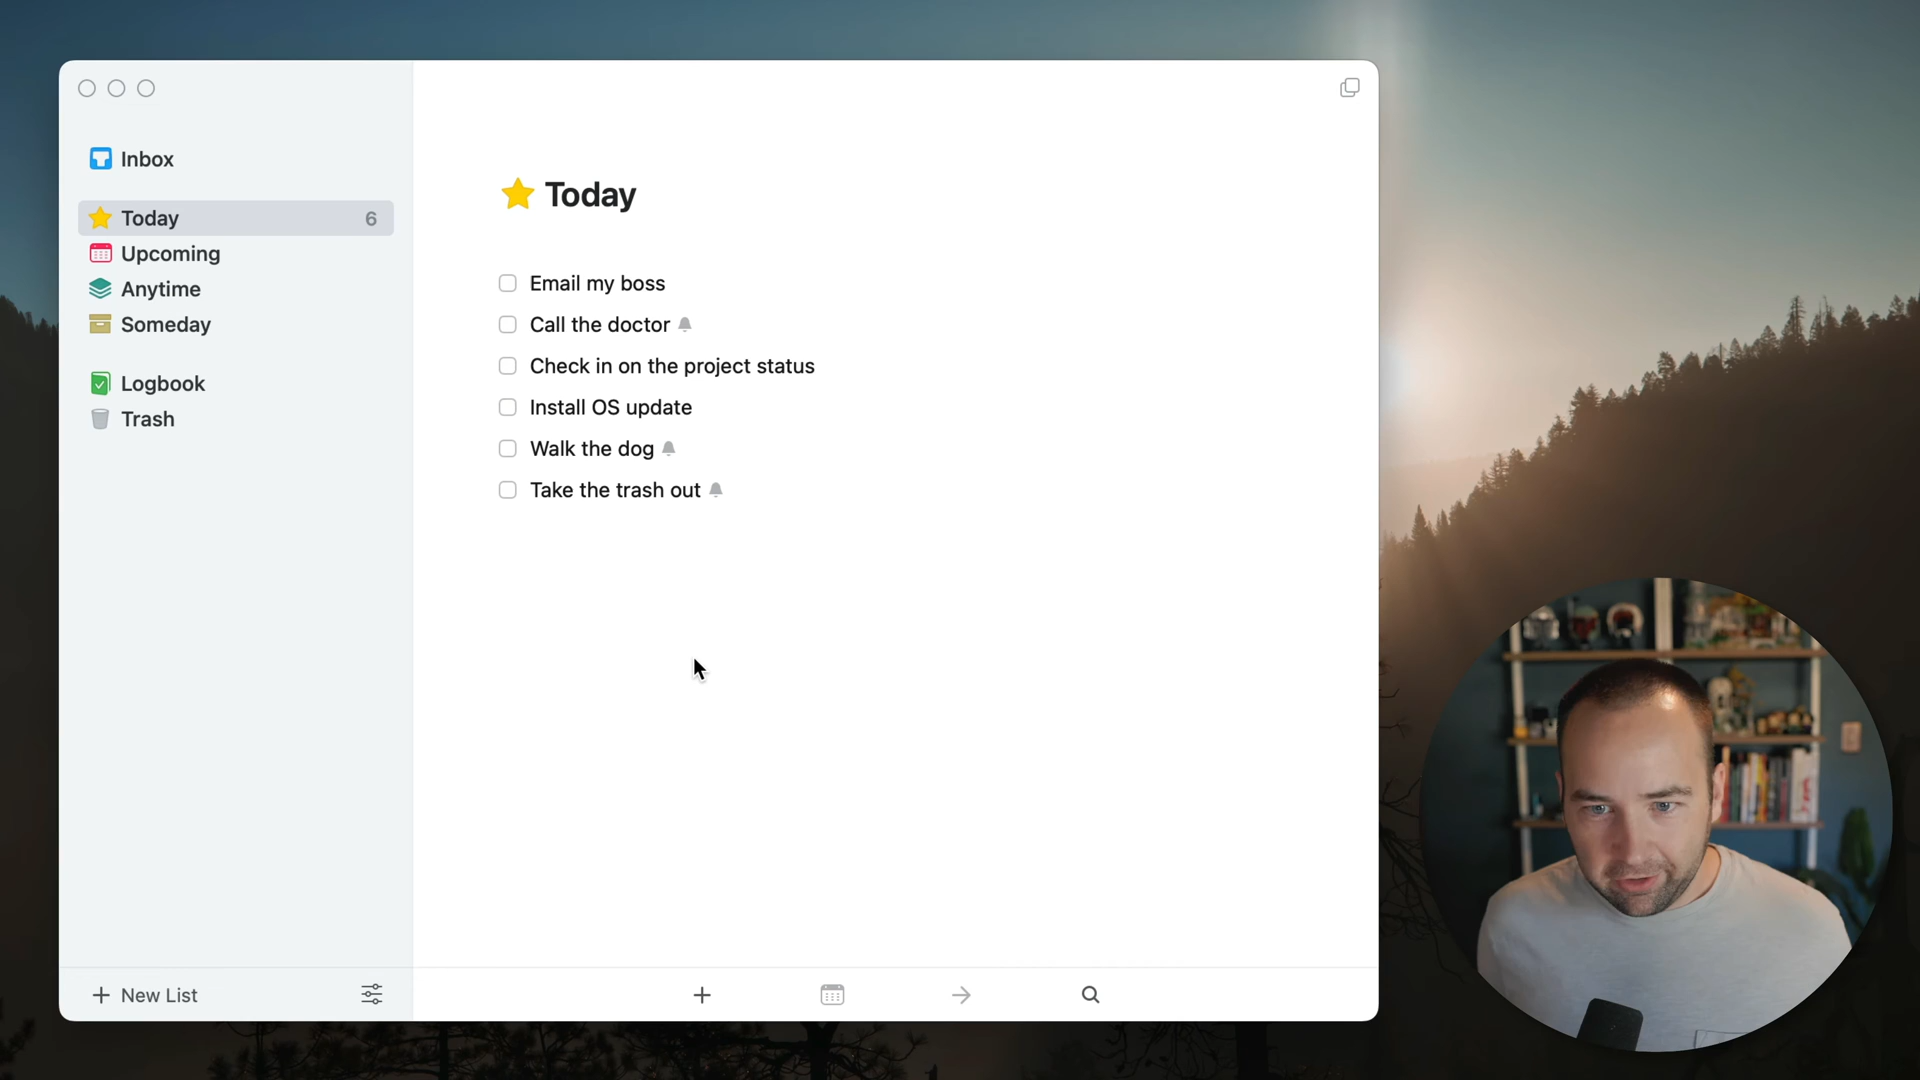 Inbox
Today 6
Upcoming
Anytime
Someday
Logbook
Trash
New List
Today
Email my boss
Call the doctor
Check in on the project status
Install OS update
Walk the dog
Take the trash out